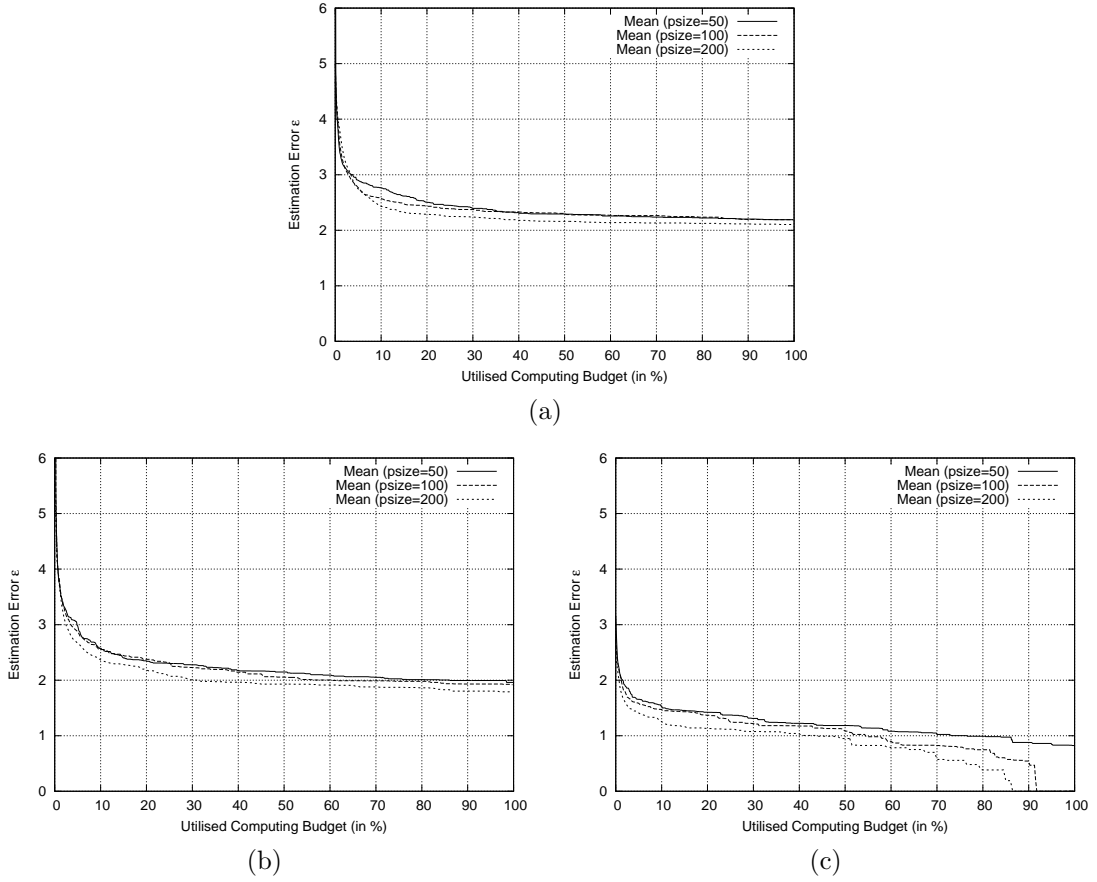 6
5
4
3
2
1
0
Estimation Error ε
Mean (psize=50)
Mean (psize=100)
Mean (psize=200)
0 10 20 30 40 50 60 70 80 90 100
Utilised Computing Budget (in %)
(a)
6
5
4
3
2
1
0
Estimation Error ε
Mean (psize=50)
Mean (psize=100)
Mean (psize=200)
0 10 20 30 40 50 60 70 80 90 100
Utilised Computing Budget (in %)
(b)
6
5
4
3
2
1
0
Estimation Error ε
Mean (psize=50)
Mean (psize=100)
Mean (psize=200)
0 10 20 30 40 50 60 70 80 90 100
Utilised Computing Budget (in %)
(c)